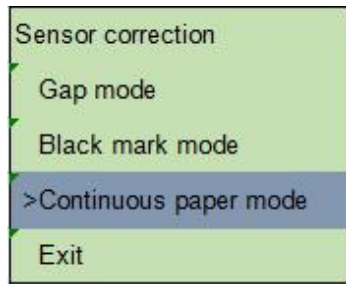 Sensor correction
Gap mode
Black mark mode
>Continuous paper mode
Exit